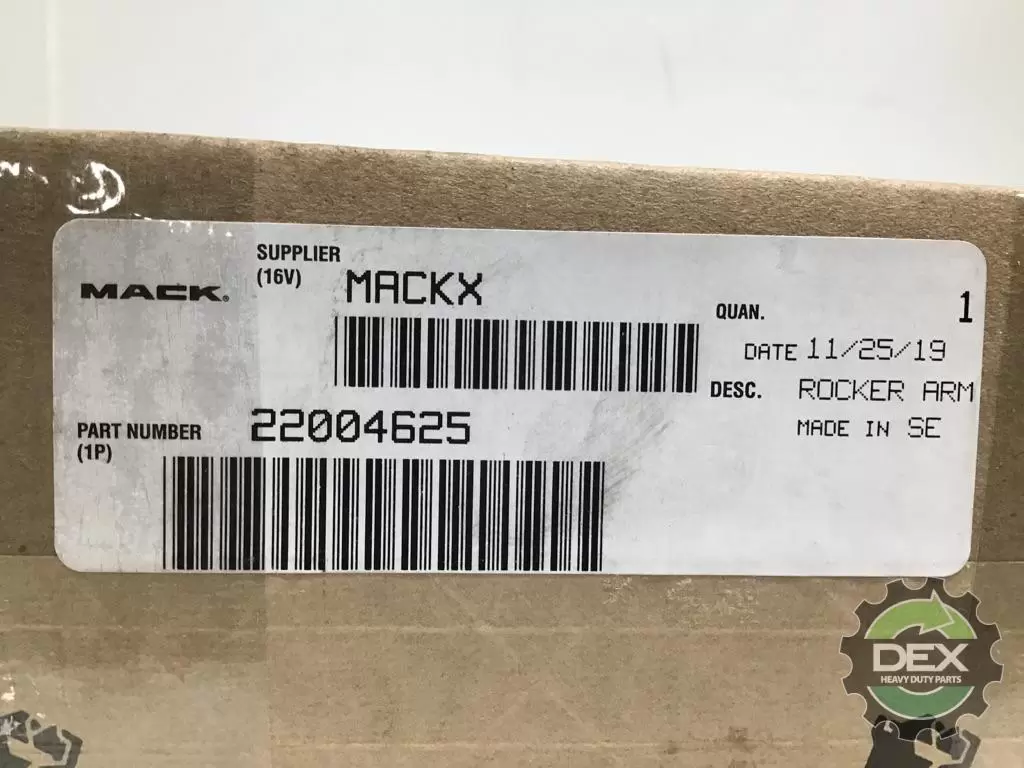 MACK®
SUPPLIER
(16V)
MACKX
QUAN. 1
DATE 11/25/19
DESC. ROCKER ARM
MADE IN SE
PART NUMBER
(1P)
22004625
DEX
HEAVY DUTY PARTS